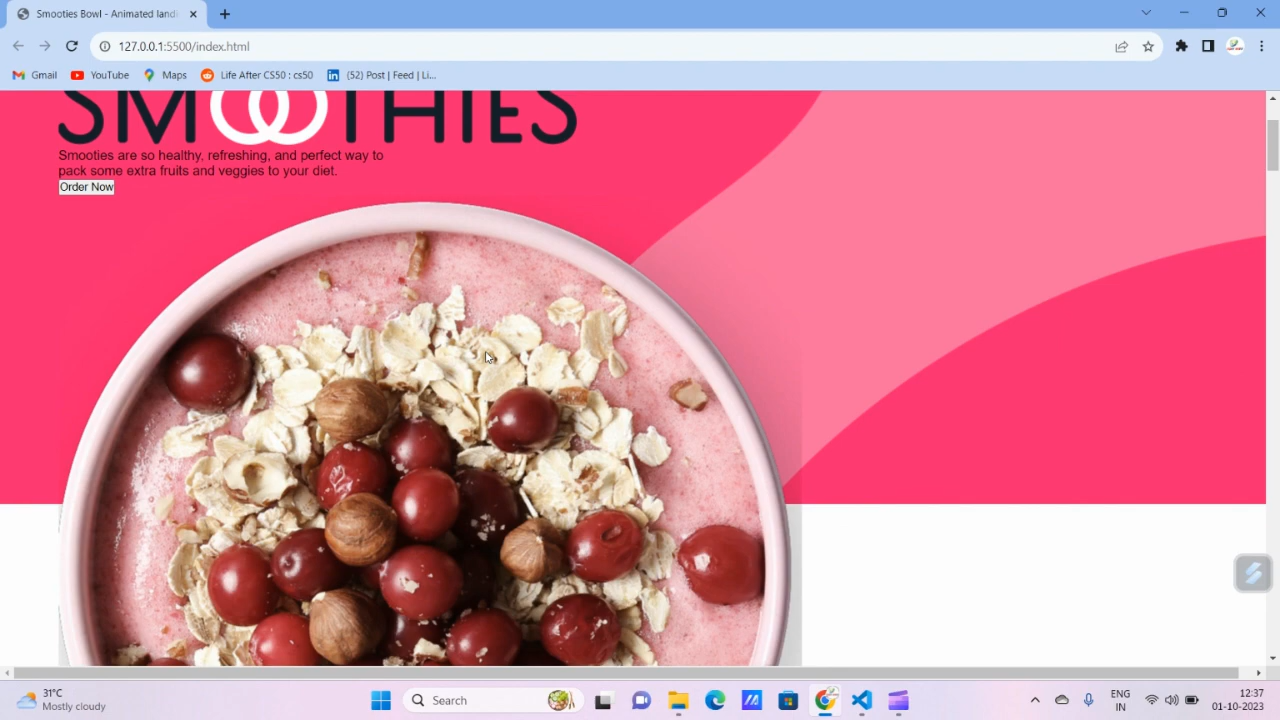 Smooties Bowl - Animated landi
127.0.0.1:5500/index.html
Gmail YouTube Maps Life After CS50 : cs50 (52) Post | Feed | Li...
SMOOTHIES
Smooties are so healthy, refreshing, and perfect way to
pack some extra fruits and veggies to your diet.
Order Now
31°C
Mostly cloudy
Search
ENG
IN
12:37
01-10-2023